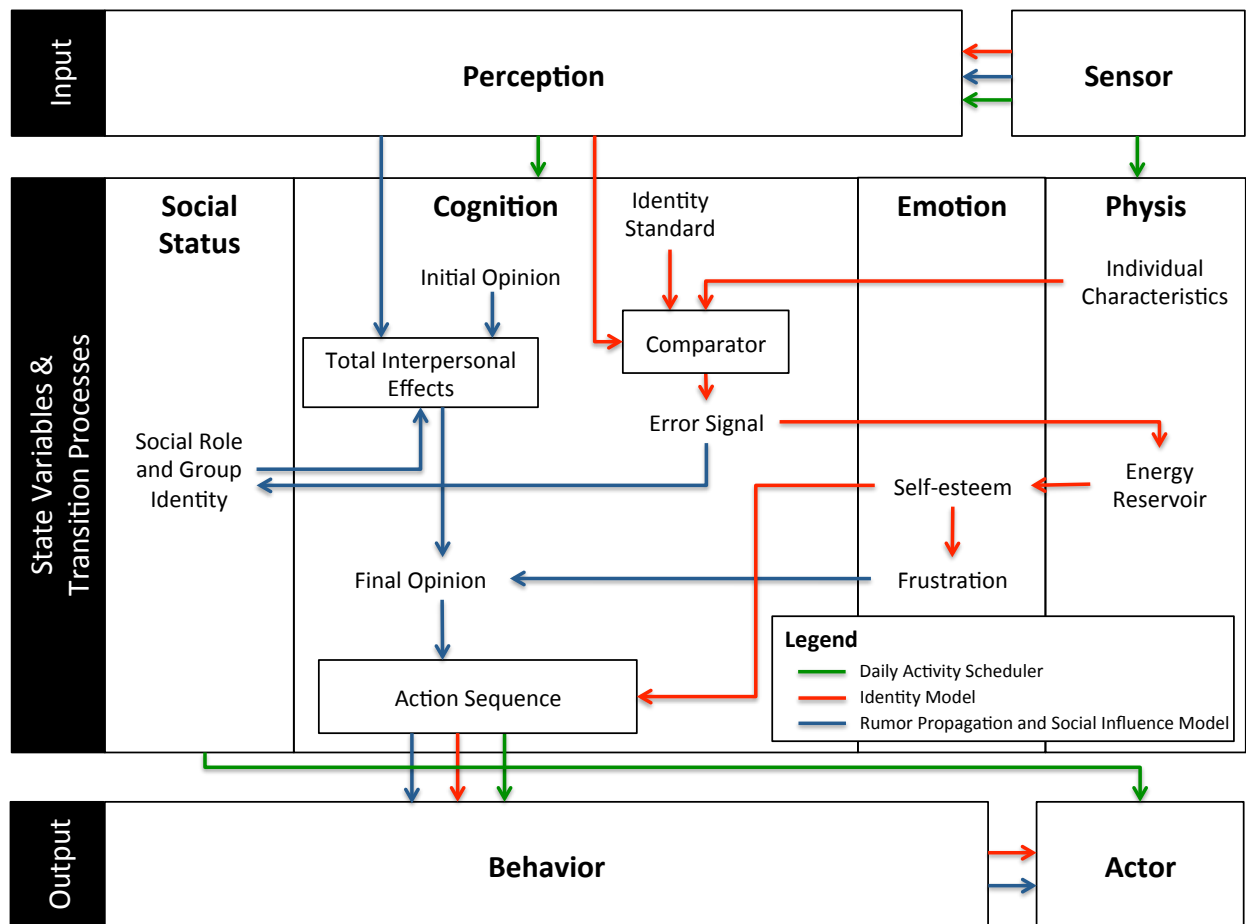 Input
Perception
Sensor
State Variables &
Transition Processes
Social
Status
Cognition
Emotion
Physis
Identity
Standard
Initial Opinion
Individual
Characteristics
Total Interpersonal
Effects
Comparator
Error Signal
Social Role
and Group
Identity
Energy
Reservoir
Self-esteem
Final Opinion
Frustration
Action Sequence
Legend
Daily Activity Scheduler
Identity Model
Rumor Propagation and Social Influence Model
Output
Behavior
Actor